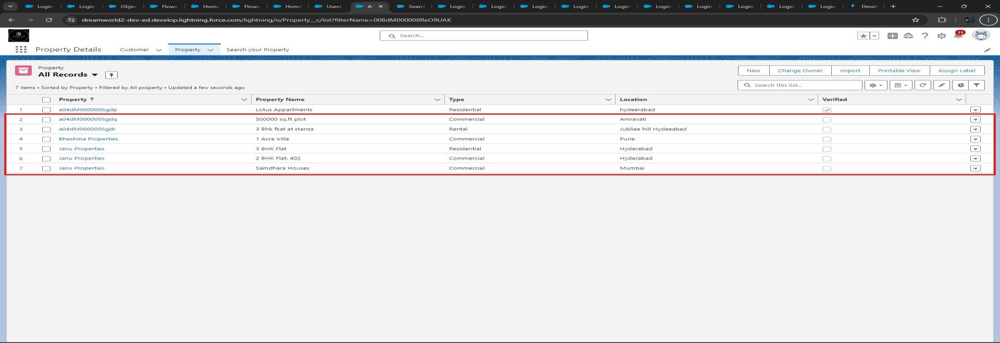 Login Login Objec Flows Home Flows Home Users A Search Login Login Login Login Login Login Login Login Login Login Devel
dreamworld2-dev-ed.develop.lightning.force.com/lightning/o/Property__c/list?filterName=00BdM000008ReO9UAK
Search...
15
Property Details Customer Property Search your Property
Property
All Records
New Change Owner Import Printable View Assign Label
7 items • Sorted by Property • Filtered by All property • Updated a few seconds ago
Search this list...
Property ↑ Property Name Type Location Verified
1 a04dM000000Sgdp Lotus Appartments Residential hydeerabad
2 a04dM000000Sgdq 500000 sq.ft plot Commercial Amravati
3 a04dM000000Sgdr 3 Bhk fkat at stanza Rental Jubliee hill Hydeeabad
4 Bheshma Properties 1 Acre Villa Commercial Pune
5 Janu Properties 3 BHK Flat Residential Hyderabad
6 Janu Properties 2 BHK Flat: 402 Commercial Hyderabad
7 Janu Properties Samdhara Houses Commercial Mumbai